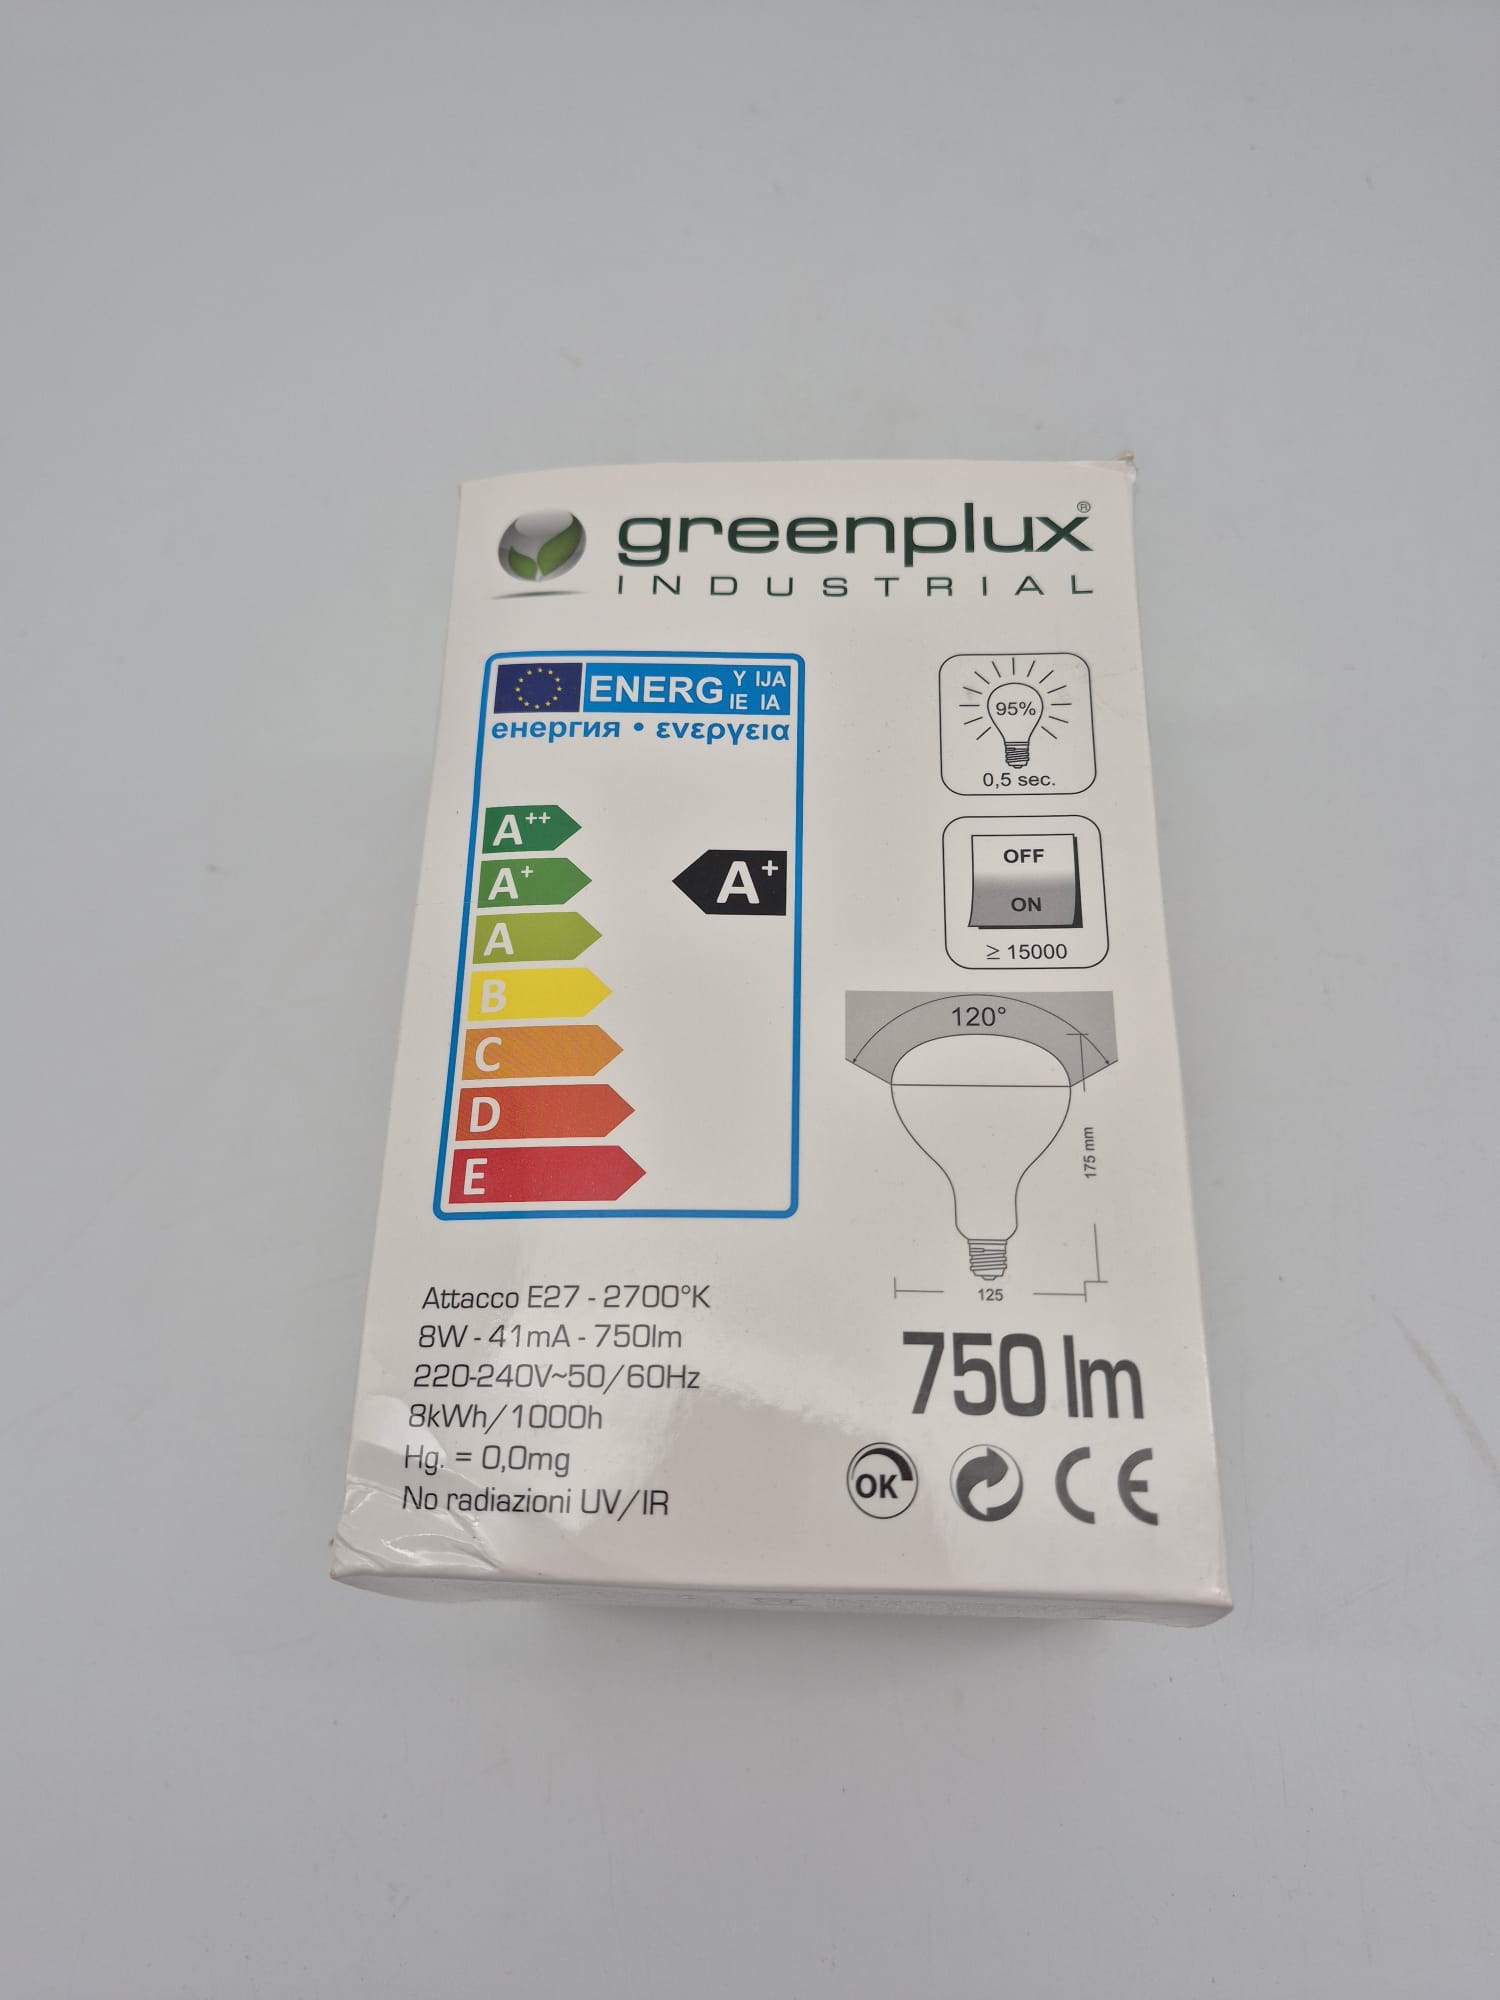 greenplux®
INDUSTRIAL
ENERG Y IJA
IE IA
енергия • ενεργεια
A++
A+
A
B
C
D
E
A+
95%
0,5 sec.
OFF
ON
≥ 15000
120°
175 mm
125
Attacco E27 - 2700°K
8W - 41mA - 750lm
220-240V~50/60Hz
8kWh/1000h
Hg. = 0,0mg
No radiazioni UV/IR
750 lm
OK
CE